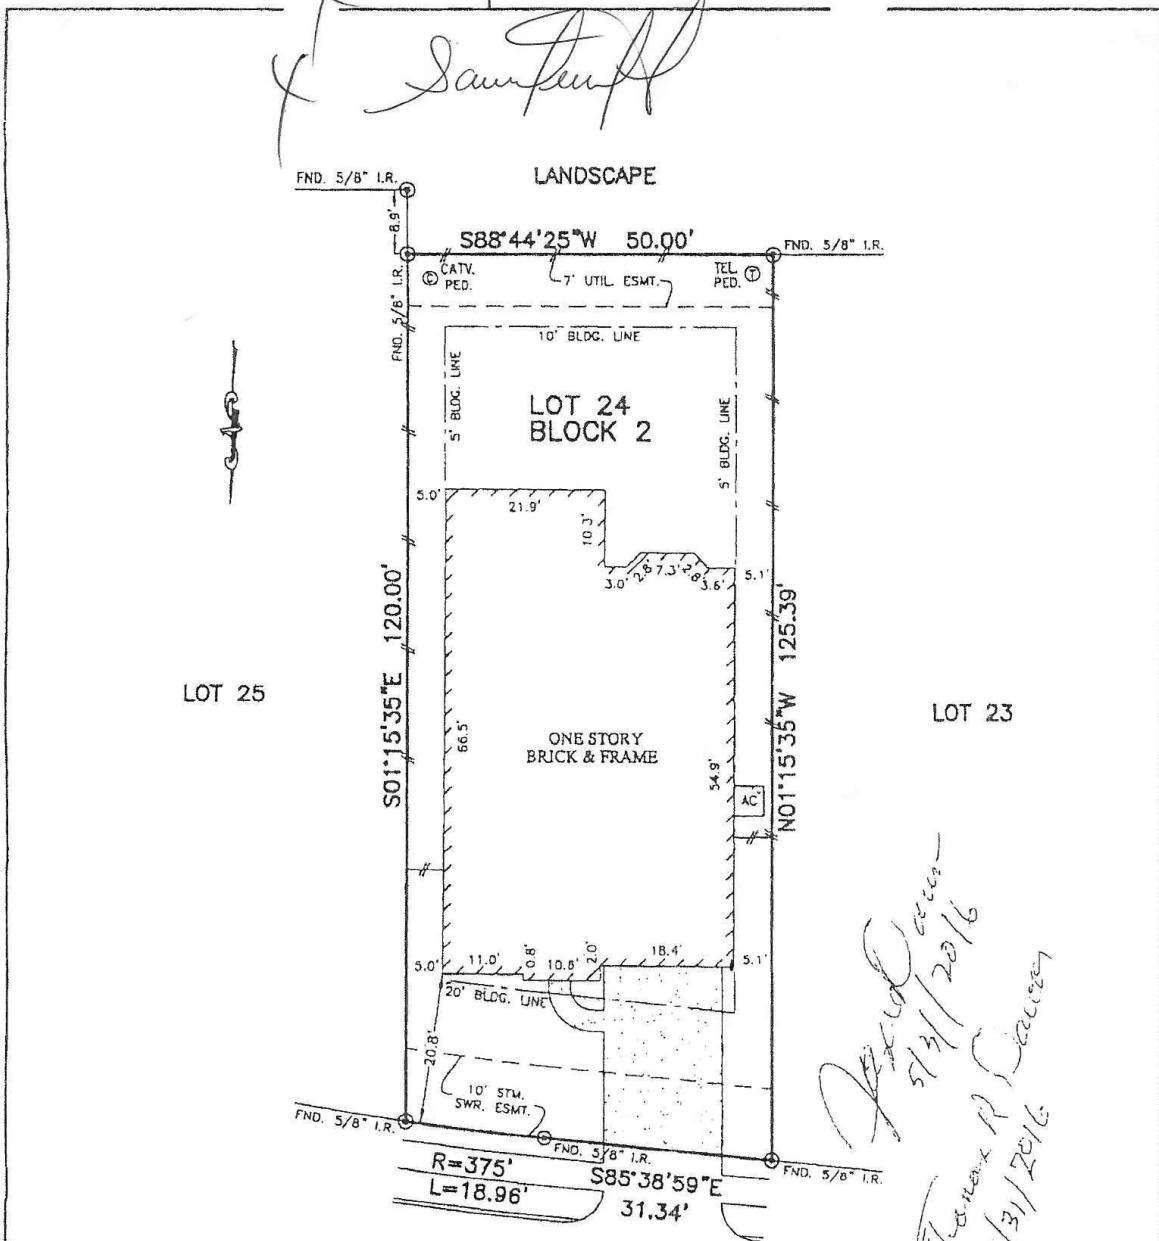 FND. 5/8" I.R.
LANDSCAPE
8.9'
S88°44'25"W 50.00'
FND. 5/8" I.R.
FND. 5/8" I.R.
CATV.
PED.
7' UTIL. ESMT.
TEL.
PED.
10' BLDG. LINE
5' BLDG. LINE
5' BLDG. LINE
LOT 24
BLOCK 2
5.0'
21.9'
10.3'
3.0'
2.8'
7.3'
2.8'
3.6'
5.1'
S01°15'35"E 120.00'
N01°15'35"W 125.39'
LOT 25
LOT 23
66.5'
ONE STORY
BRICK & FRAME
54.9'
AC
5.0'
11.0'
0.8'
10.6'
2.0'
18.4'
5.1'
20' BLDG. LINE
20.8'
10' STM.
SWR. ESMT.
FND. 5/8" I.R.
FND. 5/8" I.R.
FND. 5/8" I.R.
R=375'
L=18.96'
S85°38'59"E
31.34'
5/31/2016